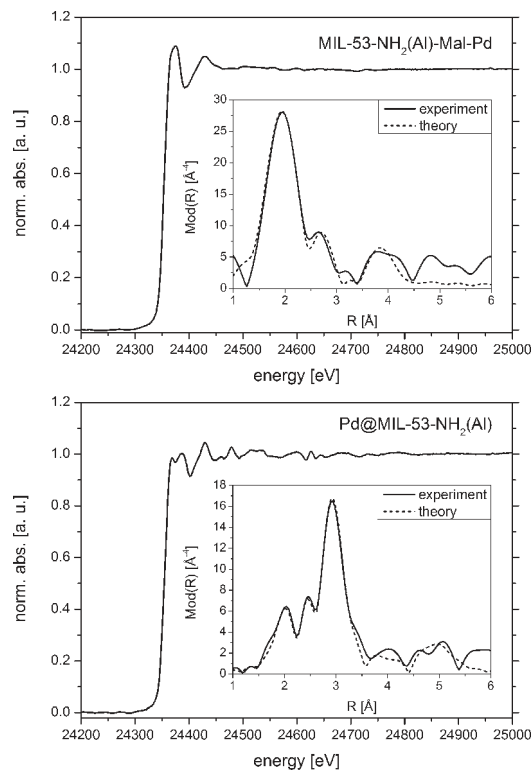 MIL-53-NH2(Al)-Mal-Pd
norm. abs. [a. u.]
1.2
1.0
0.8
0.6
0.4
0.2
0.0
experiment
theory
Mod(R) [Å-4]
30
25
20
15
10
5
0
1 2 3 4 5 6
R [Å]
24200 24300 24400 24500 24600 24700 24800 24900 25000
energy [eV]
Pd@MIL-53-NH2(Al)
norm. abs. [a. u.]
1.2
1.0
0.8
0.6
0.4
0.2
0.0
experiment
theory
Mod(R) [Å-4]
18
16
14
12
10
8
6
4
2
0
1 2 3 4 5 6
R [Å]
24200 24300 24400 24500 24600 24700 24800 24900 25000
energy [eV]